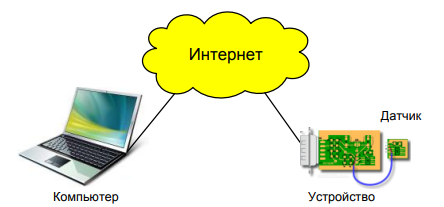 Интернет
Датчик
Компьютер
Устройство